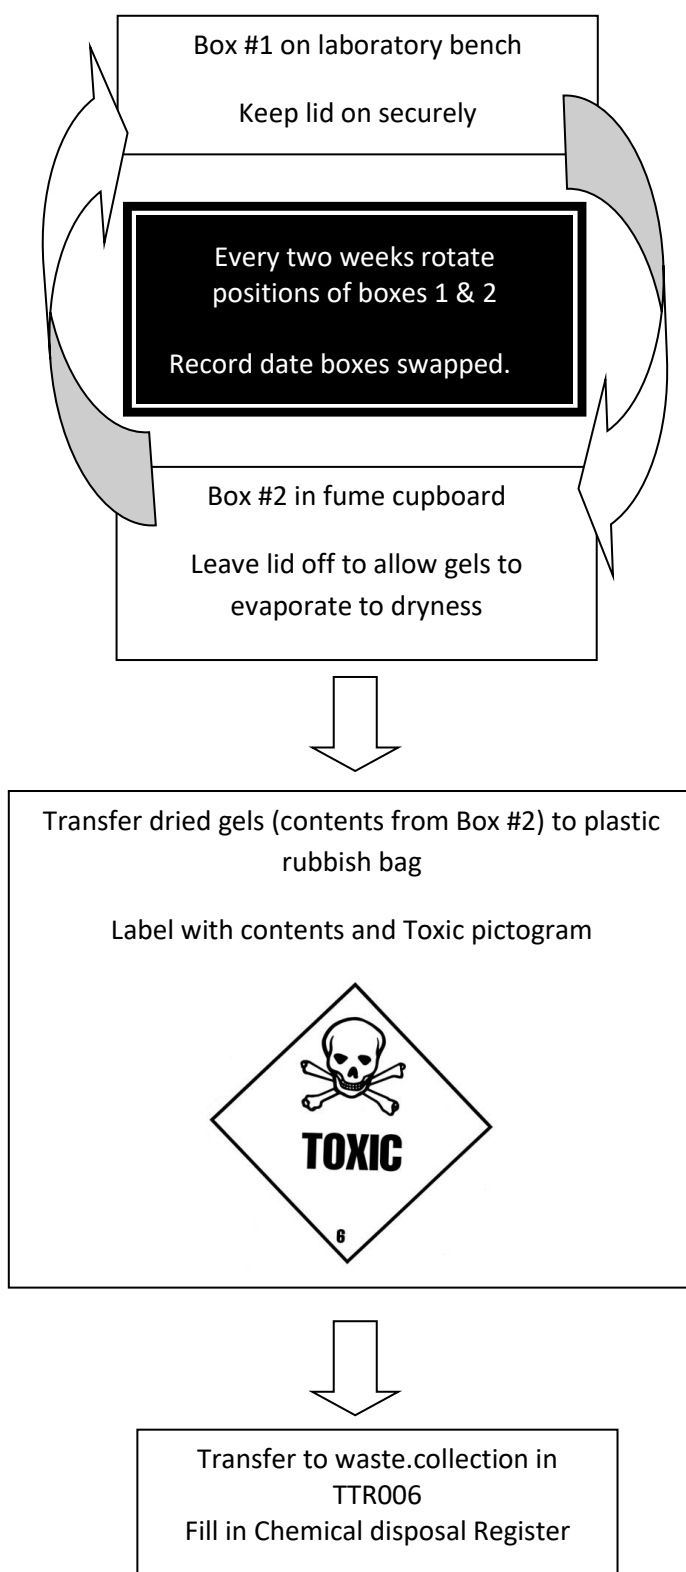 Box #1 on laboratory bench
Keep lid on securely
Every two weeks rotate
positions of boxes 1 & 2
Record date boxes swapped.
Box #2 in fume cupboard
Leave lid off to allow gels to
evaporate to dryness
Transfer dried gels (contents from Box #2) to plastic
rubbish bag
Label with contents and Toxic pictogram
TOXIC
6
Transfer to waste.collection in
TTR006
Fill in Chemical disposal Register